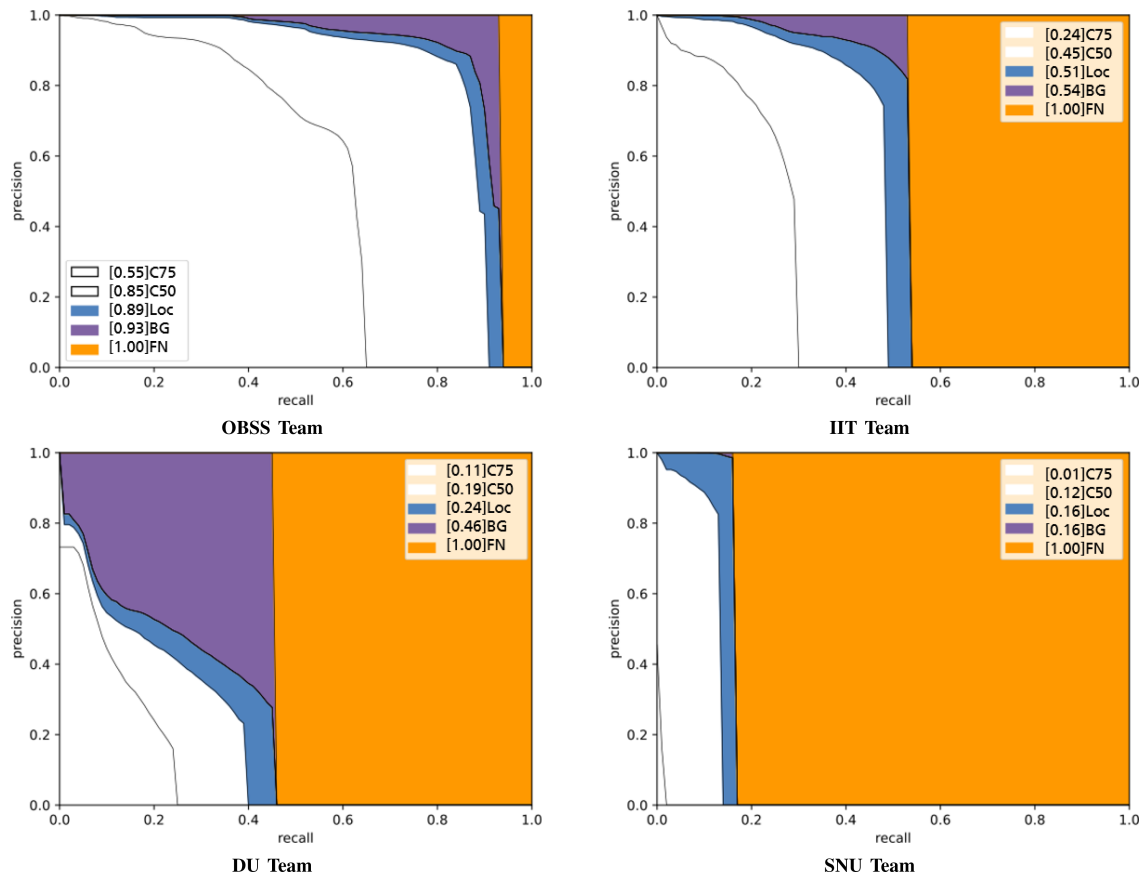 1.0
0.8
0.6
0.4
0.2
0.0
precision
[0.55]C75
[0.85]C50
[0.89]Loc
[0.93]BG
[1.00]FN
0.0 0.2 0.4 0.6 0.8 1.0
recall
OBSS Team
1.0
0.8
0.6
0.4
0.2
0.0
precision
[0.24]C75
[0.45]C50
[0.51]Loc
[0.54]BG
[1.00]FN
0.0 0.2 0.4 0.6 0.8 1.0
recall
IIT Team
1.0
0.8
0.6
0.4
0.2
0.0
precision
[0.11]C75
[0.19]C50
[0.24]Loc
[0.46]BG
[1.00]FN
0.0 0.2 0.4 0.6 0.8 1.0
recall
DU Team
1.0
0.8
0.6
0.4
0.2
0.0
precision
[0.01]C75
[0.12]C50
[0.16]Loc
[0.16]BG
[1.00]FN
0.0 0.2 0.4 0.6 0.8 1.0
recall
SNU Team